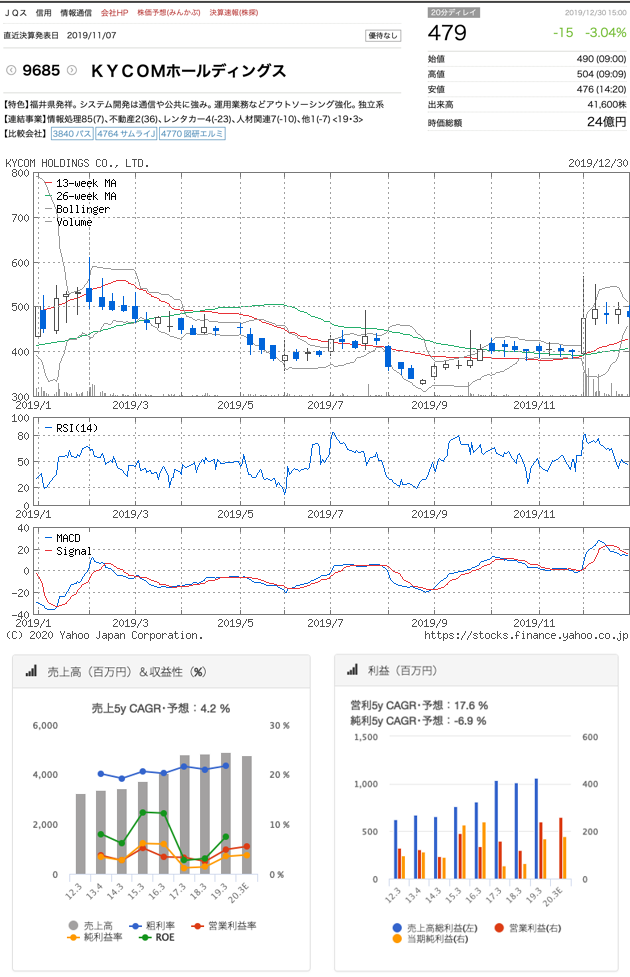 ＪＱス 信用 情報通信 会社HP 株価予想(みんかぶ) 決算速報(株探)
20分ディレイ 2019/12/30 15:00
直近決算発表日 2019/11/07 優待なし
479 -15 -3.04%
9685 ＫＹＣＯＭホールディングス
始値 490 (09:00)
高値 504 (09:09)
安値 476 (14:20)
出来高 41,600株
時価総額 24億円
【特色】福井県発祥。システム開発は通信や公共に強み。運用業務などアウトソーシング強化。独立系
【連結事業】情報処理85(7)、不動産2(36)、レンタカー4(-23)、人材関連7(-10)、他1(-7) <19・3>
【比較会社】 3840 パス 4764 サムライJ 4770 図研エルミ
KYCOM HOLDINGS CO., LTD. 2019/12/30
800
700
600
500
400
300
13-week MA
26-week MA
Bollinger
Volume
2019/1 2019/3 2019/5 2019/7 2019/9 2019/11
100
80
50
20
0
RSI(14)
2019/1 2019/3 2019/5 2019/7 2019/9 2019/11
40
20
0
-20
-40
MACD
Signal
2019/1 2019/3 2019/5 2019/7 2019/9 2019/11
(C) 2020 Yahoo Japan Corporation. https://stocks.finance.yahoo.co.jp
売上高（百万円）＆収益性（%）
売上5y CAGR・予想：4.2 %
6,000 30 %
4,000 20 %
2,000 10 %
0 0 %
12.3 13.4 14.3 15.3 16.3 17.3 18.3 19.3 20.3E
売上高 粗利率 営業利益率
純利益率 ROE
利益（百万円）
営利5y CAGR・予想：17.6 %
純利5y CAGR・予想：-6.9 %
1,500 600
1,000 400
500 200
0 0
12.3 13.4 14.3 15.3 16.3 17.3 18.3 19.3 20.3E
売上高総利益(左) 営業利益(右)
当期純利益(右)